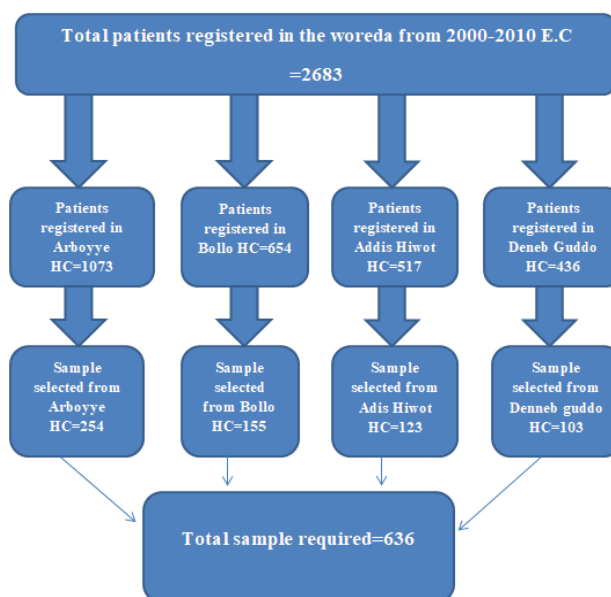 Total patients registered in the woreda from 2000-2010 E.C
=2683
Patients
registered in
Arboyye
HC=1073
Patients
registered in
Bollo HC=654
Patients
registered in
Addis Hiwot
HC=517
Patients
registered in
Deneb Guddo
HC=436
Sample
selected from
Arboyye
HC=254
Sample
selected
from Bollo
HC=155
Sample
selected from
Adis Hiwot
HC=123
Sample
selected from
Denneb guddo
HC=103
Total sample required=636